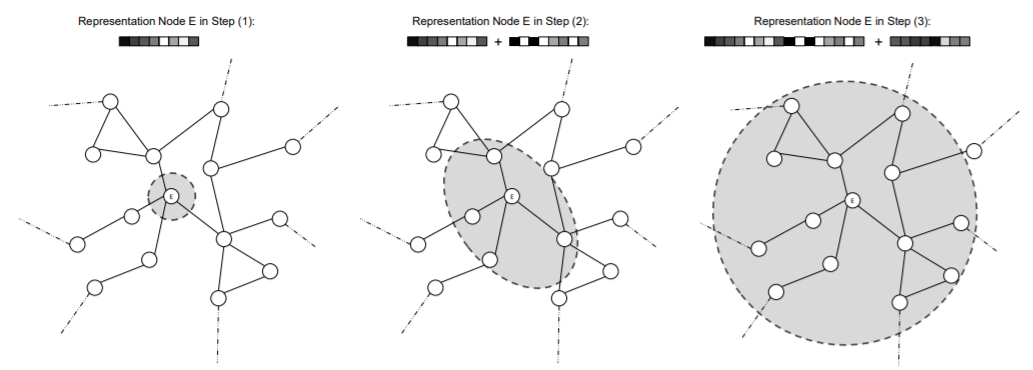 Representation Node E in Step (1):
Representation Node E in Step (2):
Representation Node E in Step (3):
+
+
E
E
E